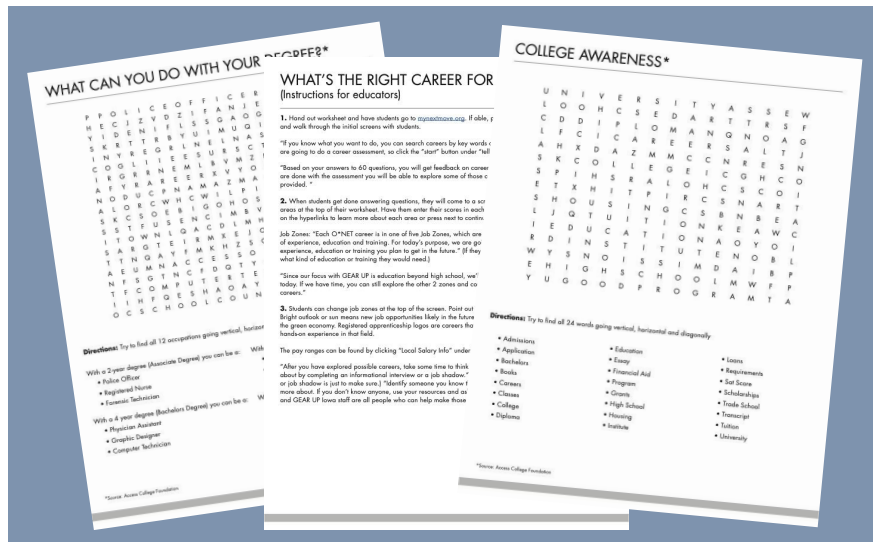 WHAT CAN YOU DO WITH YOUR DEGREE?*
P P O L I C E O F F I C E R
Directions: Try to find all 12 occupations going vertical, horizon
With a 2-year degree (Associate Degree) you can be a:
• Police Officer
• Registered Nurse
• Forensic Technician
With a 4 year degree (Bachelors Degree) you can be a:
• Physician Assistant
• Graphic Designer
• Computer Technician
*Source: Access College Foundation
WHAT'S THE RIGHT CAREER FOR
(Instructions for educators)
1. Hand out worksheet and have students go to mynextmove.org. If able, p
and walk through the initial screens with students.
"If you know what you want to do, you can search careers by key words o
are going to do a career assessment, so click the "start" button under "tell
"Based on your answers to 60 questions, you will get feedback on career
are done with the assessment you will be able to explore some of those c
provided. "
2. When students get done answering questions, they will come to a sc
areas at the top of their worksheet. Have them enter their scores in each
on the hyperlinks to learn more about each area or press next to contin
Job Zones: "Each O*NET career is in one of five Job Zones, which are
of experience, education and training. For today's purpose, we are go
experience, education or training you plan to get in the future." (If they
what kind of education or training they would need.)
"Since our focus with GEAR UP is education beyond high school, we'
today. If we have time, you can still explore the other 2 zones and co
careers."
3. Students can change job zones at the top of the screen. Point out
Bright outlook or sun means new job opportunities likely in the future
the green economy. Registered apprenticeship logos are careers tha
hands-on experience in that field.
The pay ranges can be found by clicking "Local Salary Info" under
"After you have explored possible careers, take some time to think
about by completing an informational interview or a job shadow."
or job shadow is just to make sure.) "Identify someone you know t
more about. If you don't know anyone, use your resources and as
and GEAR UP Iowa staff are all people who can help make those
COLLEGE AWARENESS*
U N I V E R S I T Y A S S E W
L O O H C S E D A R T T R S F
C D D I P L O M A N Q N O A G
L F C I C A R E E R S A L T J
A H X D A Z M M C C N R E S N
S K C O L L E G E I C G H C O
S P I H S R A L O H C S C O I
E T X H I T P I R C S N A R T
S H O U S I N G C S B N B E A
L J Q T U I T I O N K E A W C
I E D U C A T I O N A O Y O I
R D I N S T I T U T E N O B L
W Y S N O I S S I M D A I B P
E H I G H S C H O O L M W F P
Y U G O O D P R O G R A M T A
Directions: Try to find all 24 words going vertical, horizontal and diagonally
• Admissions
• Application
• Bachelors
• Books
• Careers
• Classes
• College
• Diploma
• Education
• Essay
• Financial Aid
• Program
• Grants
• High School
• Housing
• Institute
• Loans
• Requirements
• Sat Score
• Scholarships
• Trade School
• Transcript
• Tuition
• University
*Source: Access College Foundation